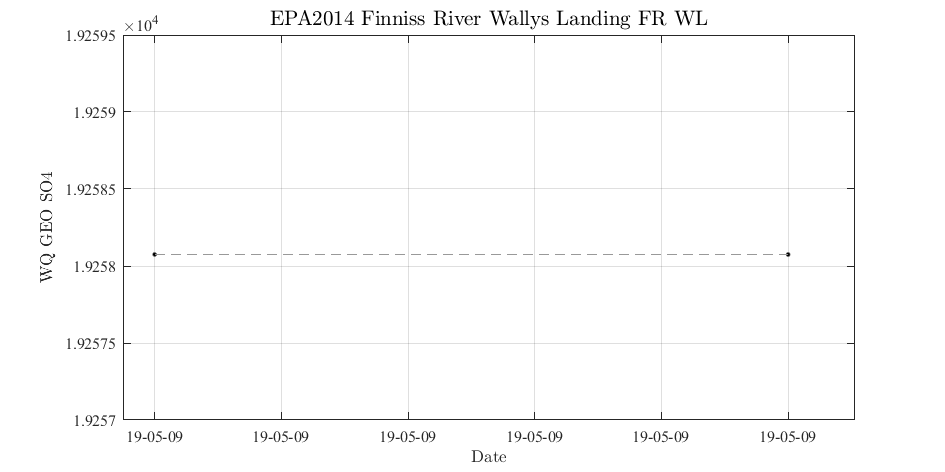 EPA2014 Finniss River Wallys Landing FR WL
×10⁴
1.92595
1.9259
1.92585
1.9258
1.92575
1.9257
WQ GEO SO4
19-05-09 19-05-09 19-05-09 19-05-09 19-05-09 19-05-09
Date